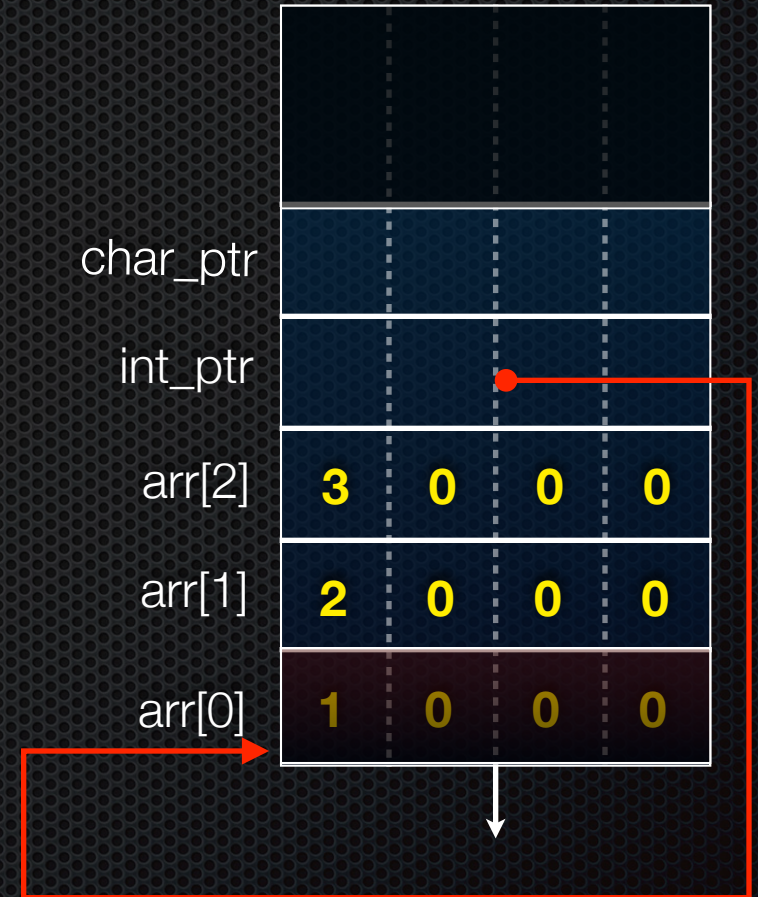 char_ptr
int_ptr
arr[2] 3 0 0 0
arr[1] 2 0 0 0
arr[0] 1 0 0 0